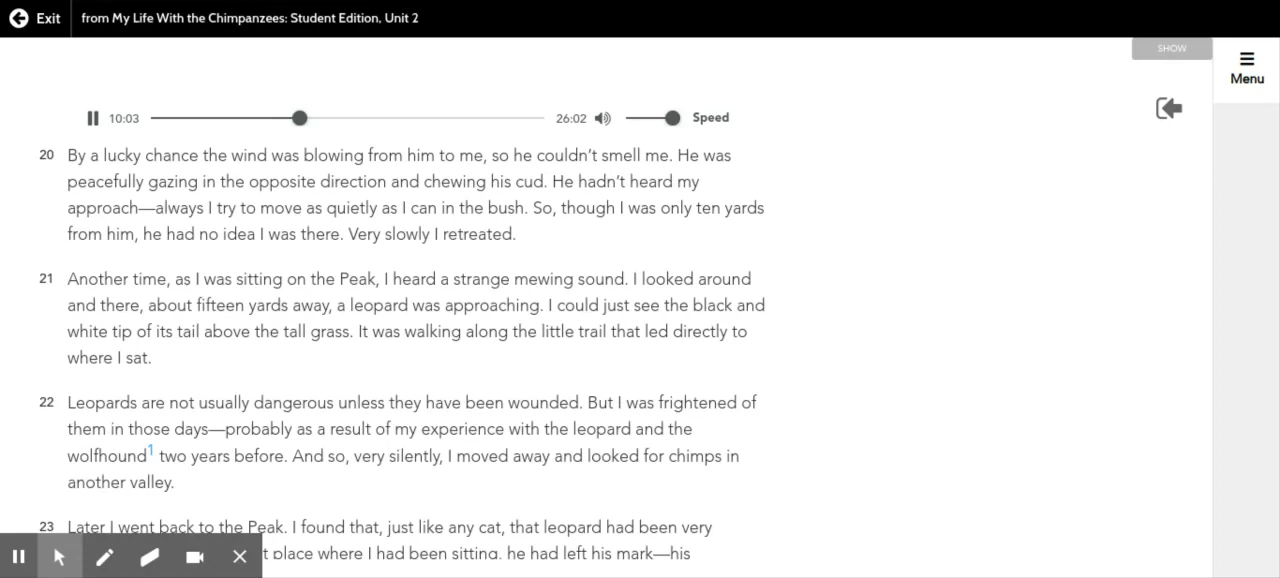 Exit
from My Life With the Chimpanzees: Student Edition, Unit 2
SHOW
Menu
10:03
26:02
Speed
20 By a lucky chance the wind was blowing from him to me, so he couldn’t smell me. He was
peacefully gazing in the opposite direction and chewing his cud. He hadn’t heard my
approach—always I try to move as quietly as I can in the bush. So, though I was only ten yards
from him, he had no idea I was there. Very slowly I retreated.
21 Another time, as I was sitting on the Peak, I heard a strange mewing sound. I looked around
and there, about fifteen yards away, a leopard was approaching. I could just see the black and
white tip of its tail above the tall grass. It was walking along the little trail that led directly to
where I sat.
22 Leopards are not usually dangerous unless they have been wounded. But I was frightened of
them in those days—probably as a result of my experience with the leopard and the
wolfhound1 two years before. And so, very silently, I moved away and looked for chimps in
another valley.
23 Later I went back to the Peak. I found that, just like any cat, that leopard had been very
place where I had been sitting, he had left his mark—his